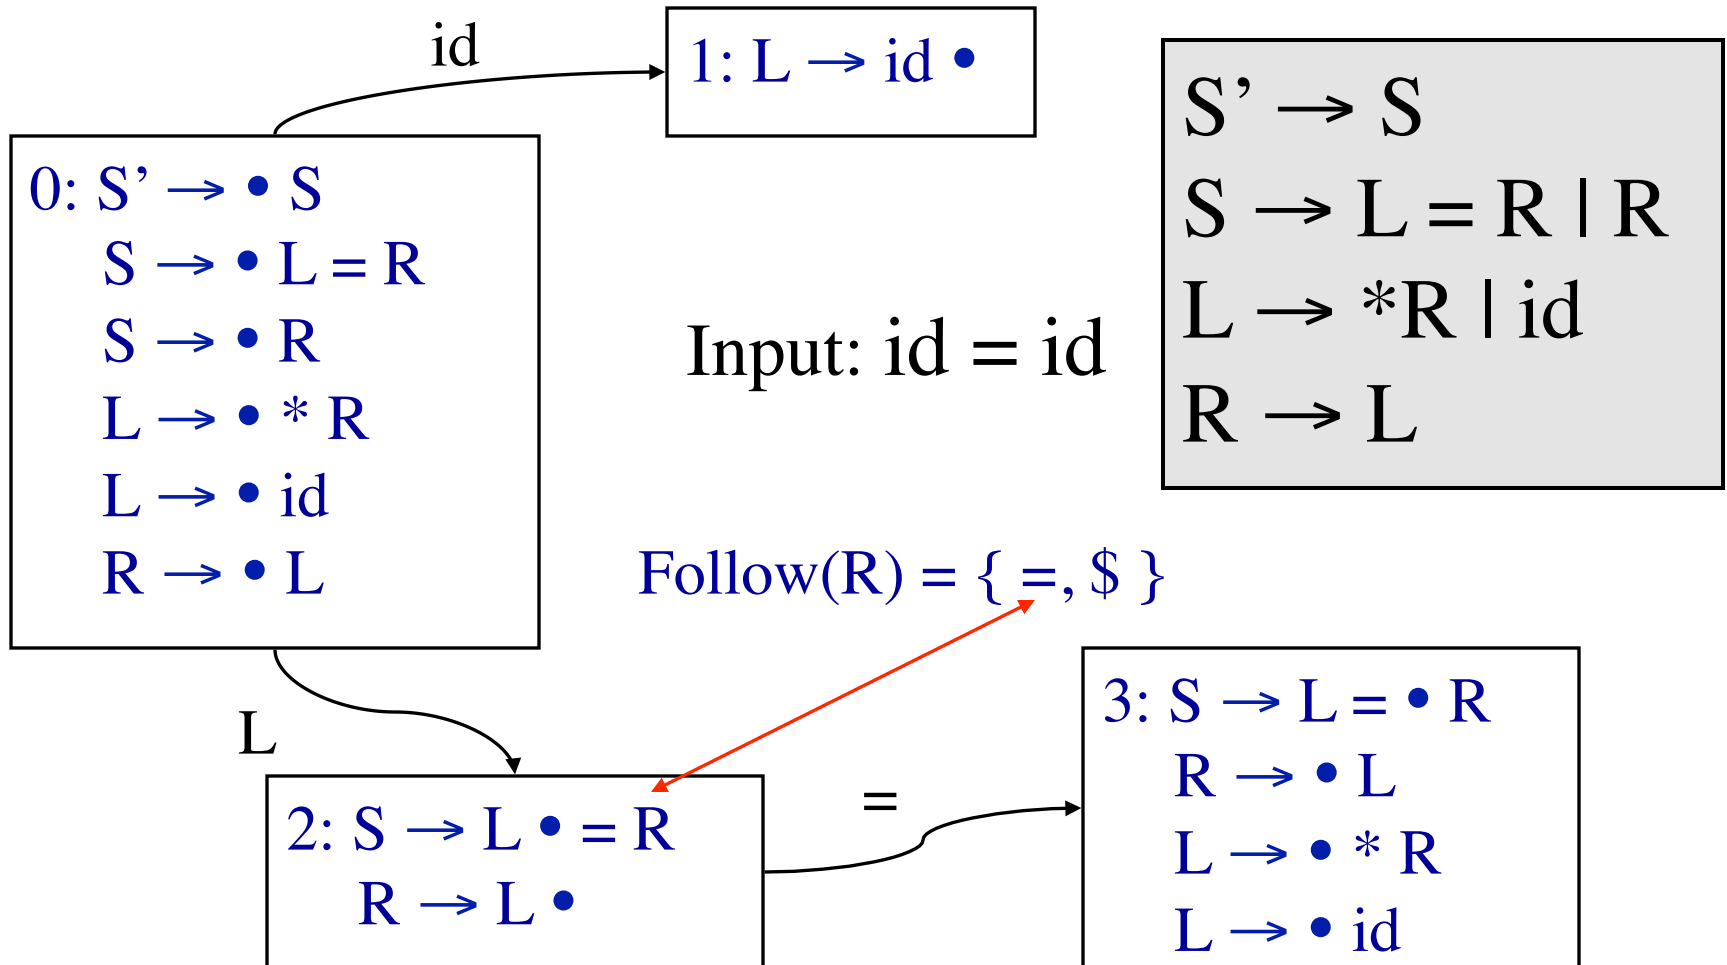 id
1: L → id •
S’ → S
S → L = R | R
L → *R | id
R → L
0: S’ → • S
S → • L = R
S → • R
L → • * R
L → • id
R → • L
Input: id = id
Follow(R) = { =, $ }
L
2: S → L • = R
R → L •
=
3: S → L = • R
R → • L
L → • * R
L → • id